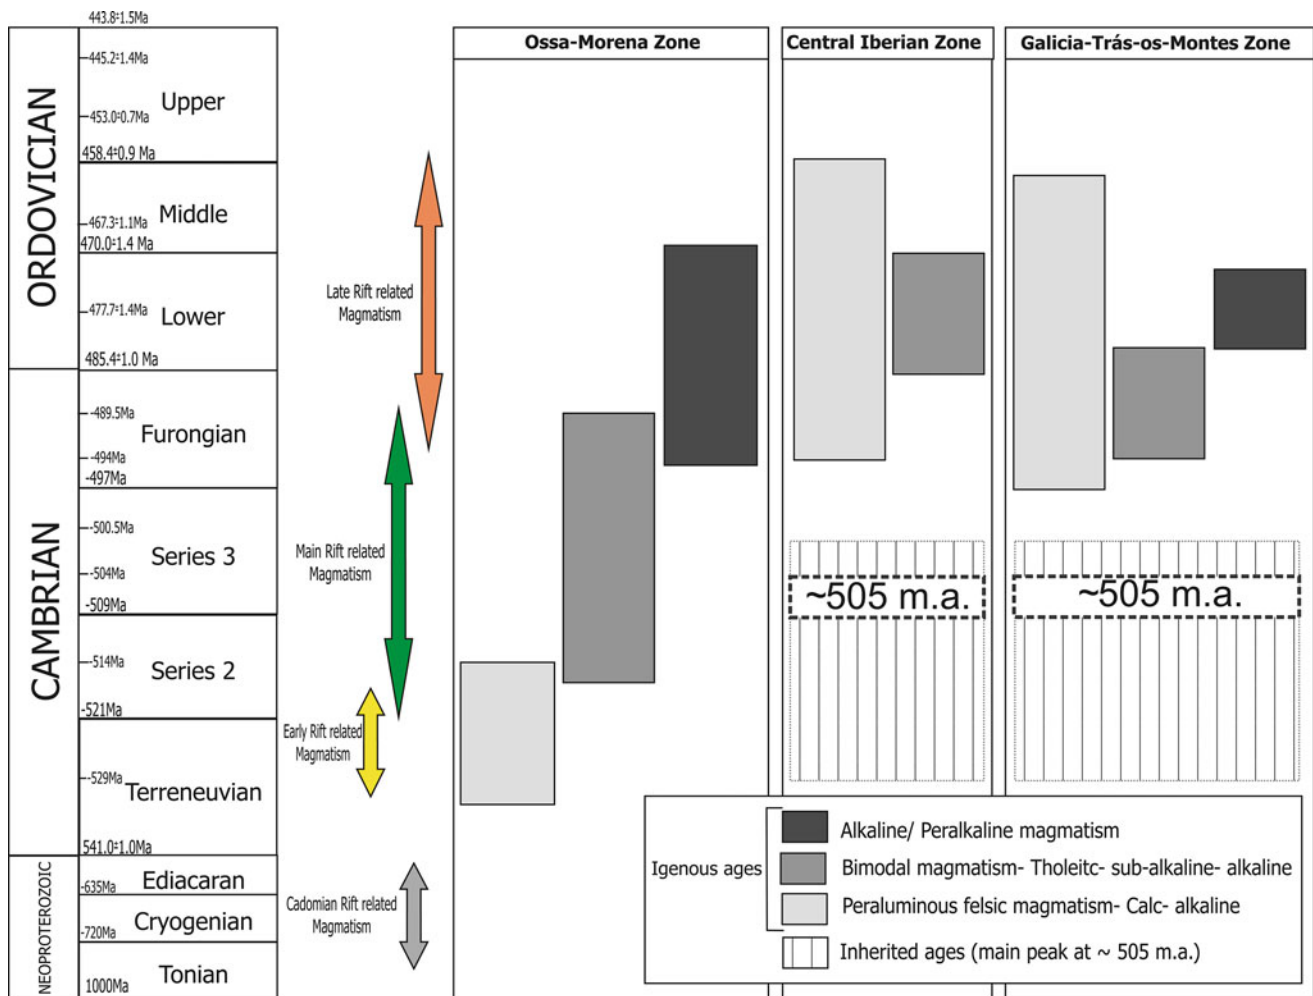 443.8±1.5Ma
Ossa-Morena Zone
Central Iberian Zone
Galicia-Trás-os-Montes Zone
ORDOVICIAN
445.2±1.4Ma
Upper
453.0±0.7Ma
458.4±0.9 Ma
Middle
467.3±1.1Ma
470.0±1.4 Ma
477.7±1.4Ma
Lower
485.4±1.0 Ma
CAMBRIAN
-489.5Ma
Furongian
-494Ma
-497Ma
-500.5Ma
Series 3
-504Ma
-509Ma
-514Ma
Series 2
-521Ma
-529Ma
Terreneuvian
541.0±1.0Ma
NEOPROTEROZOIC
Ediacaran
-635Ma
Cryogenian
-720Ma
Tonian
1000Ma
Late Rift related
Magmatism
Main Rift related
Magmatism
Early Rift related
Magmatism
Cadomian Rift related
Magmatism
~505 m.a.
~505 m.a.
Igenous ages
Alkaline/ Peralkaline magmatism
Bimodal magmatism- Tholeitc- sub-alkaline- alkaline
Peraluminous felsic magmatism- Calc- alkaline
Inherited ages (main peak at ~ 505 m.a.)